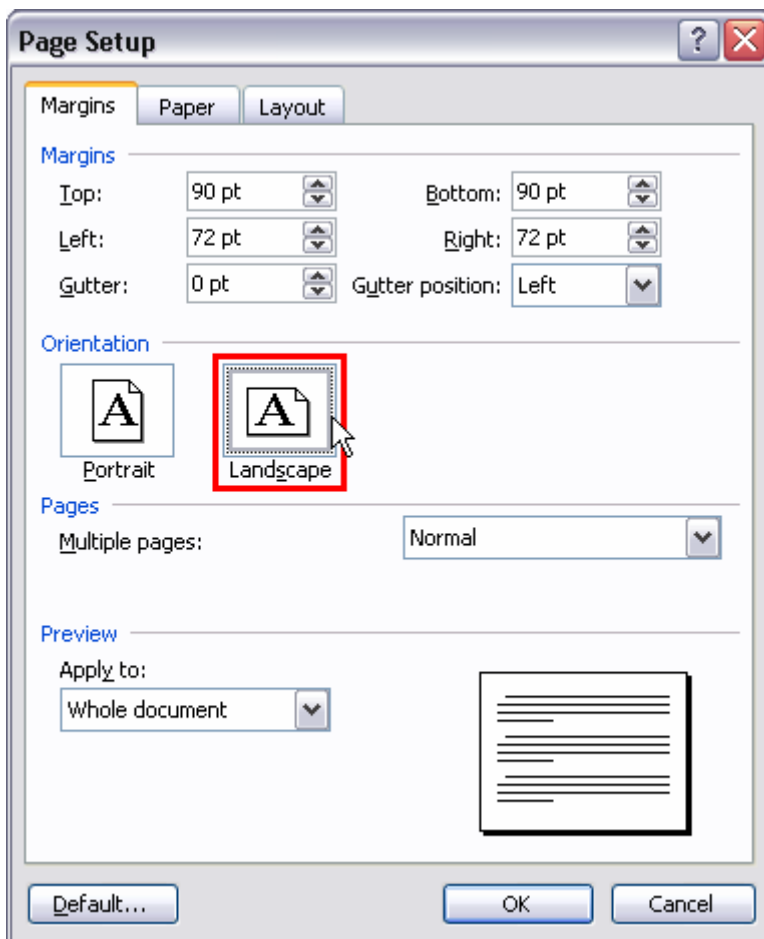 Page Setup
Margins Paper Layout
Margins
Top: 90 pt Bottom: 90 pt
Left: 72 pt Right: 72 pt
Gutter: 0 pt Gutter position: Left
Orientation
A A
Portrait Landscape
Pages
Multiple pages: Normal
Preview
Apply to:
Whole document
Default... OK Cancel